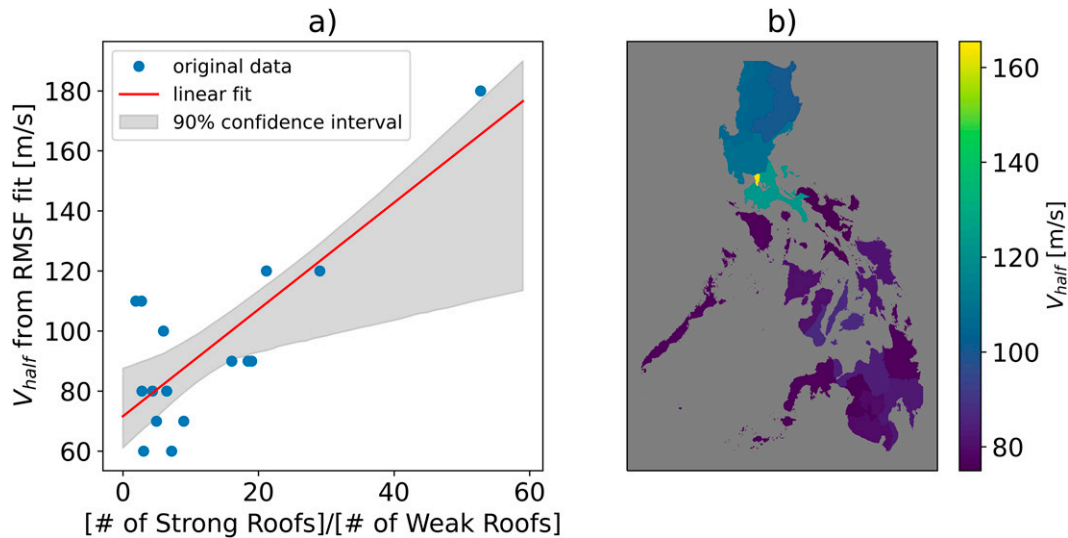 a)
V_half from RMSF fit [m/s]
180
160
140
120
100
80
60
original data
linear fit
90% confidence interval
0
20
40
60
[# of Strong Roofs]/[# of Weak Roofs]
b)
160
140
120
100
80
V_half [m/s]